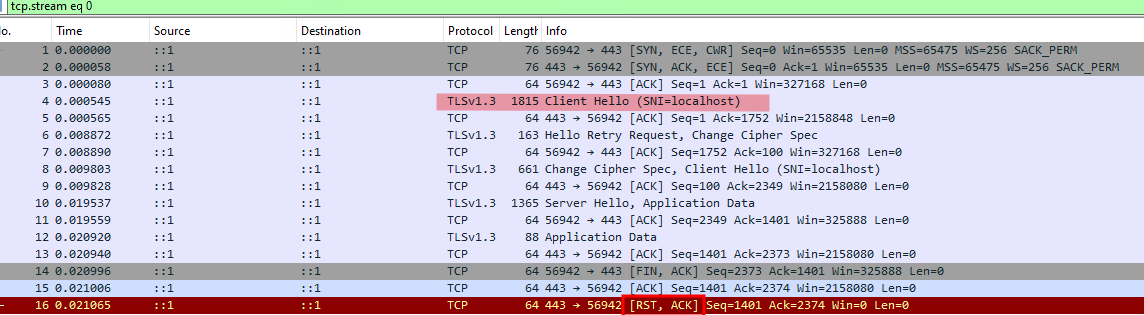 tcp.stream eq 0
o. Time Source Destination Protocol Length Info
1 0.000000 ::1 ::1 TCP 76 56942 → 443 [SYN, ECE, CWR] Seq=0 Win=65535 Len=0 MSS=65475 WS=256 SACK_PERM
2 0.000058 ::1 ::1 TCP 76 443 → 56942 [SYN, ACK, ECE] Seq=0 Ack=1 Win=65535 Len=0 MSS=65475 WS=256 SACK_PERM
3 0.000080 ::1 ::1 TCP 64 56942 → 443 [ACK] Seq=1 Ack=1 Win=327168 Len=0
4 0.000545 ::1 ::1 TLSv1.3 1815 Client Hello (SNI=localhost)
5 0.000565 ::1 ::1 TCP 64 443 → 56942 [ACK] Seq=1 Ack=1752 Win=2158848 Len=0
6 0.008872 ::1 ::1 TLSv1.3 163 Hello Retry Request, Change Cipher Spec
7 0.008890 ::1 ::1 TCP 64 56942 → 443 [ACK] Seq=1752 Ack=100 Win=327168 Len=0
8 0.009803 ::1 ::1 TLSv1.3 661 Change Cipher Spec, Client Hello (SNI=localhost)
9 0.009828 ::1 ::1 TCP 64 443 → 56942 [ACK] Seq=100 Ack=2349 Win=2158080 Len=0
10 0.019537 ::1 ::1 TLSv1.3 1365 Server Hello, Application Data
11 0.019559 ::1 ::1 TCP 64 56942 → 443 [ACK] Seq=2349 Ack=1401 Win=325888 Len=0
12 0.020920 ::1 ::1 TLSv1.3 88 Application Data
13 0.020940 ::1 ::1 TCP 64 443 → 56942 [ACK] Seq=1401 Ack=2373 Win=2158080 Len=0
14 0.020996 ::1 ::1 TCP 64 56942 → 443 [FIN, ACK] Seq=2373 Ack=1401 Win=325888 Len=0
15 0.021006 ::1 ::1 TCP 64 443 → 56942 [ACK] Seq=1401 Ack=2374 Win=2158080 Len=0
16 0.021065 ::1 ::1 TCP 64 443 → 56942 [RST, ACK] Seq=1401 Ack=2374 Win=0 Len=0